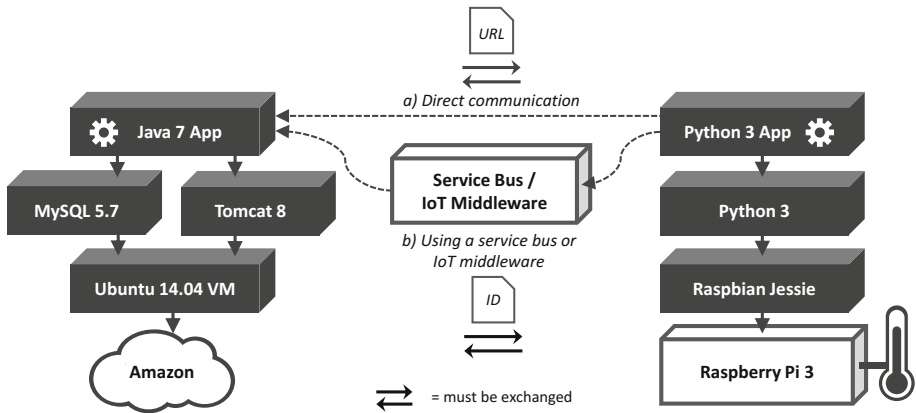 URL
a) Direct communication
Java 7 App
Python 3 App
Service Bus /
IoT Middleware
MySQL 5.7
Tomcat 8
Python 3
b) Using a service bus or
IoT middleware
Ubuntu 14.04 VM
Raspbian Jessie
ID
Amazon
Raspberry Pi 3
= must be exchanged